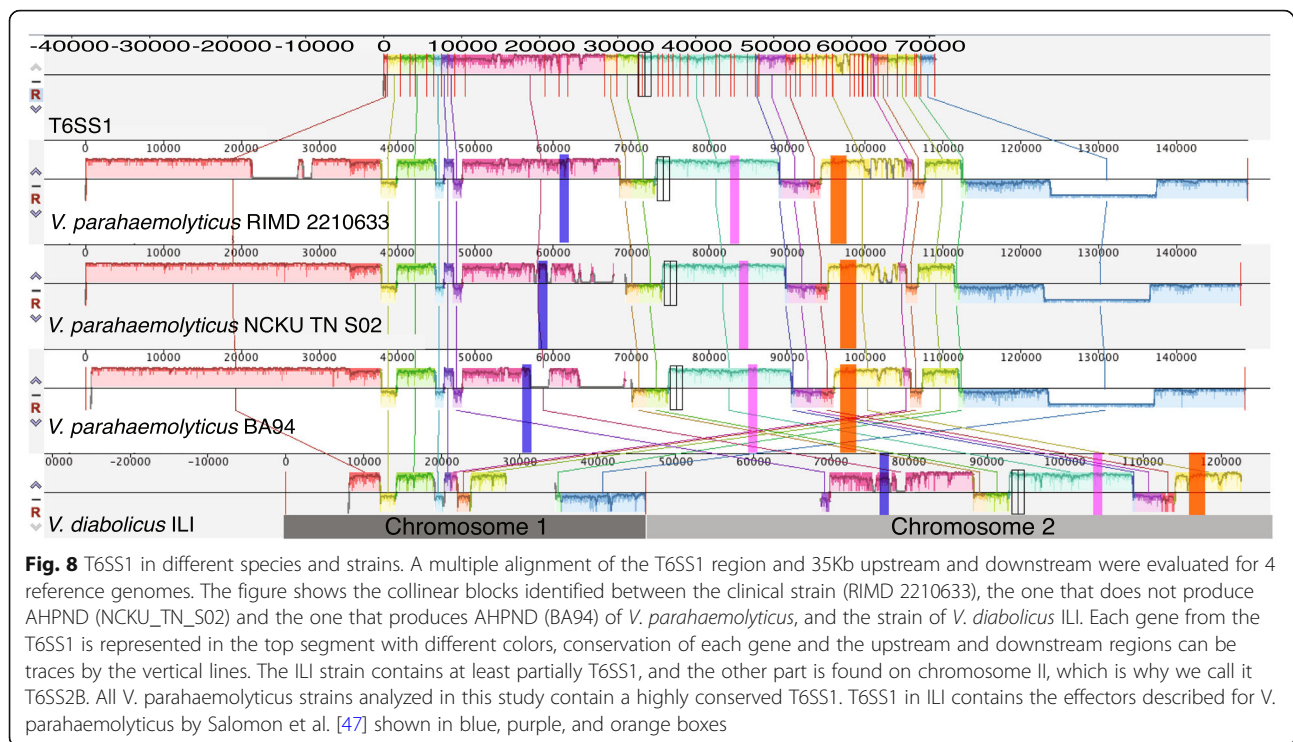 -40000-30000-20000 -10000 0 10000 20000 30000 40000 50000 60000 70000
R
T6SS1
0 10000 20000 30000 40000 50000 60000 70000 80000 90000 100000 110000 120000 130000 140000
R
V. parahaemolyticus RIMD 2210633
0 10000 20000 30000 40000 50000 60000 70000 80000 90000 100000 110000 120000 130000 140000
R
V. parahaemolyticus NCKU TN S02
0 10000 20000 30000 40000 50000 60000 70000 80000 90000 100000 110000 120000 130000 140000
R
V. parahaemolyticus BA94
30000 -20000 -10000 0 10000 20000 30000 50000 60000 70000 80000 90000 100000 110000 120000
R
V. diabolicus ILI
Chromosome 1 Chromosome 2
Fig. 8 T6SS1 in different species and strains. A multiple alignment of the T6SS1 region and 35Kb upstream and downstream were evaluated for 4
reference genomes. The figure shows the collinear blocks identified between the clinical strain (RIMD 2210633), the one that does not produce
AHPND (NCKU_TN_S02) and the one that produces AHPND (BA94) of V. parahaemolyticus, and the strain of V. diabolicus ILI. Each gene from the
T6SS1 is represented in the top segment with different colors, conservation of each gene and the upstream and downstream regions can be
traces by the vertical lines. The ILI strain contains at least partially T6SS1, and the other part is found on chromosome II, which is why we call it
T6SS2B. All V. parahaemolyticus strains analyzed in this study contain a highly conserved T6SS1. T6SS1 in ILI contains the effectors described for V.
parahaemolyticus by Salomon et al. [47] shown in blue, purple, and orange boxes